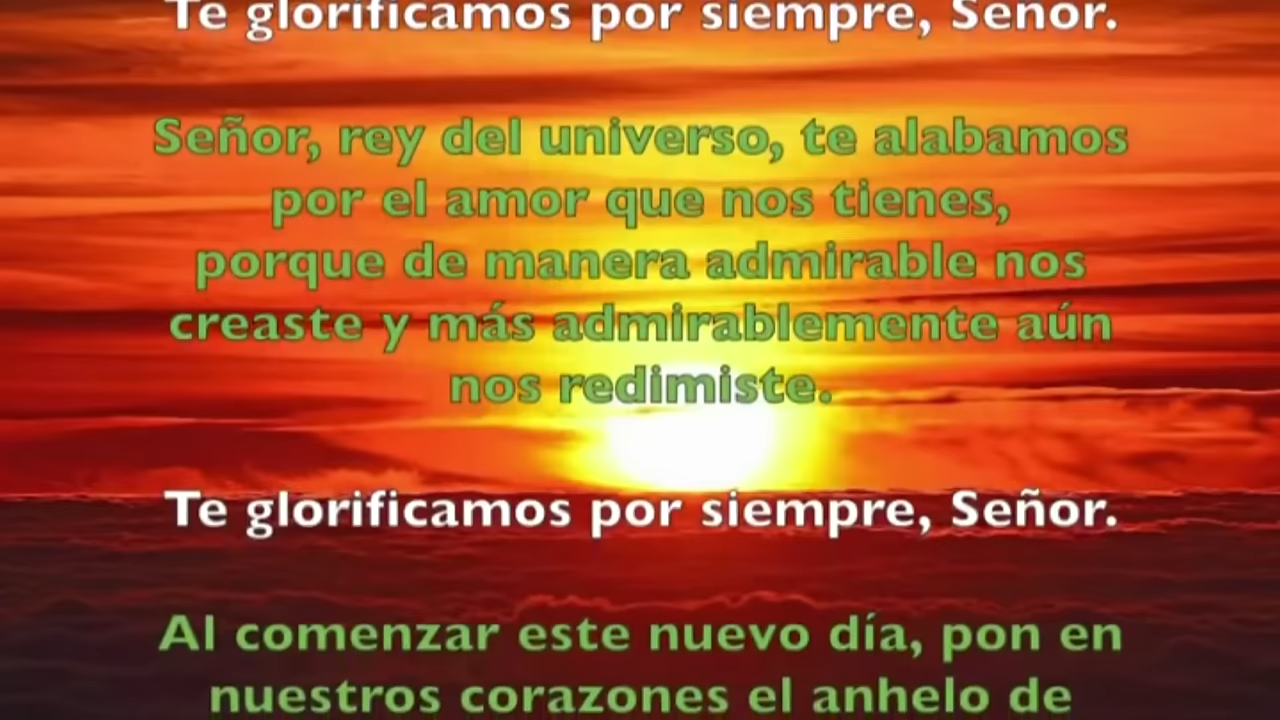 Te glorificamos por siempre, Señor.
Señor, rey del universo, te alabamos
por el amor que nos tienes,
porque de manera admirable nos
creaste y más admirablemente aún
nos redimiste.
Te glorificamos por siempre, Señor.
Al comenzar este nuevo día, pon en
nuestros corazones el anhelo de